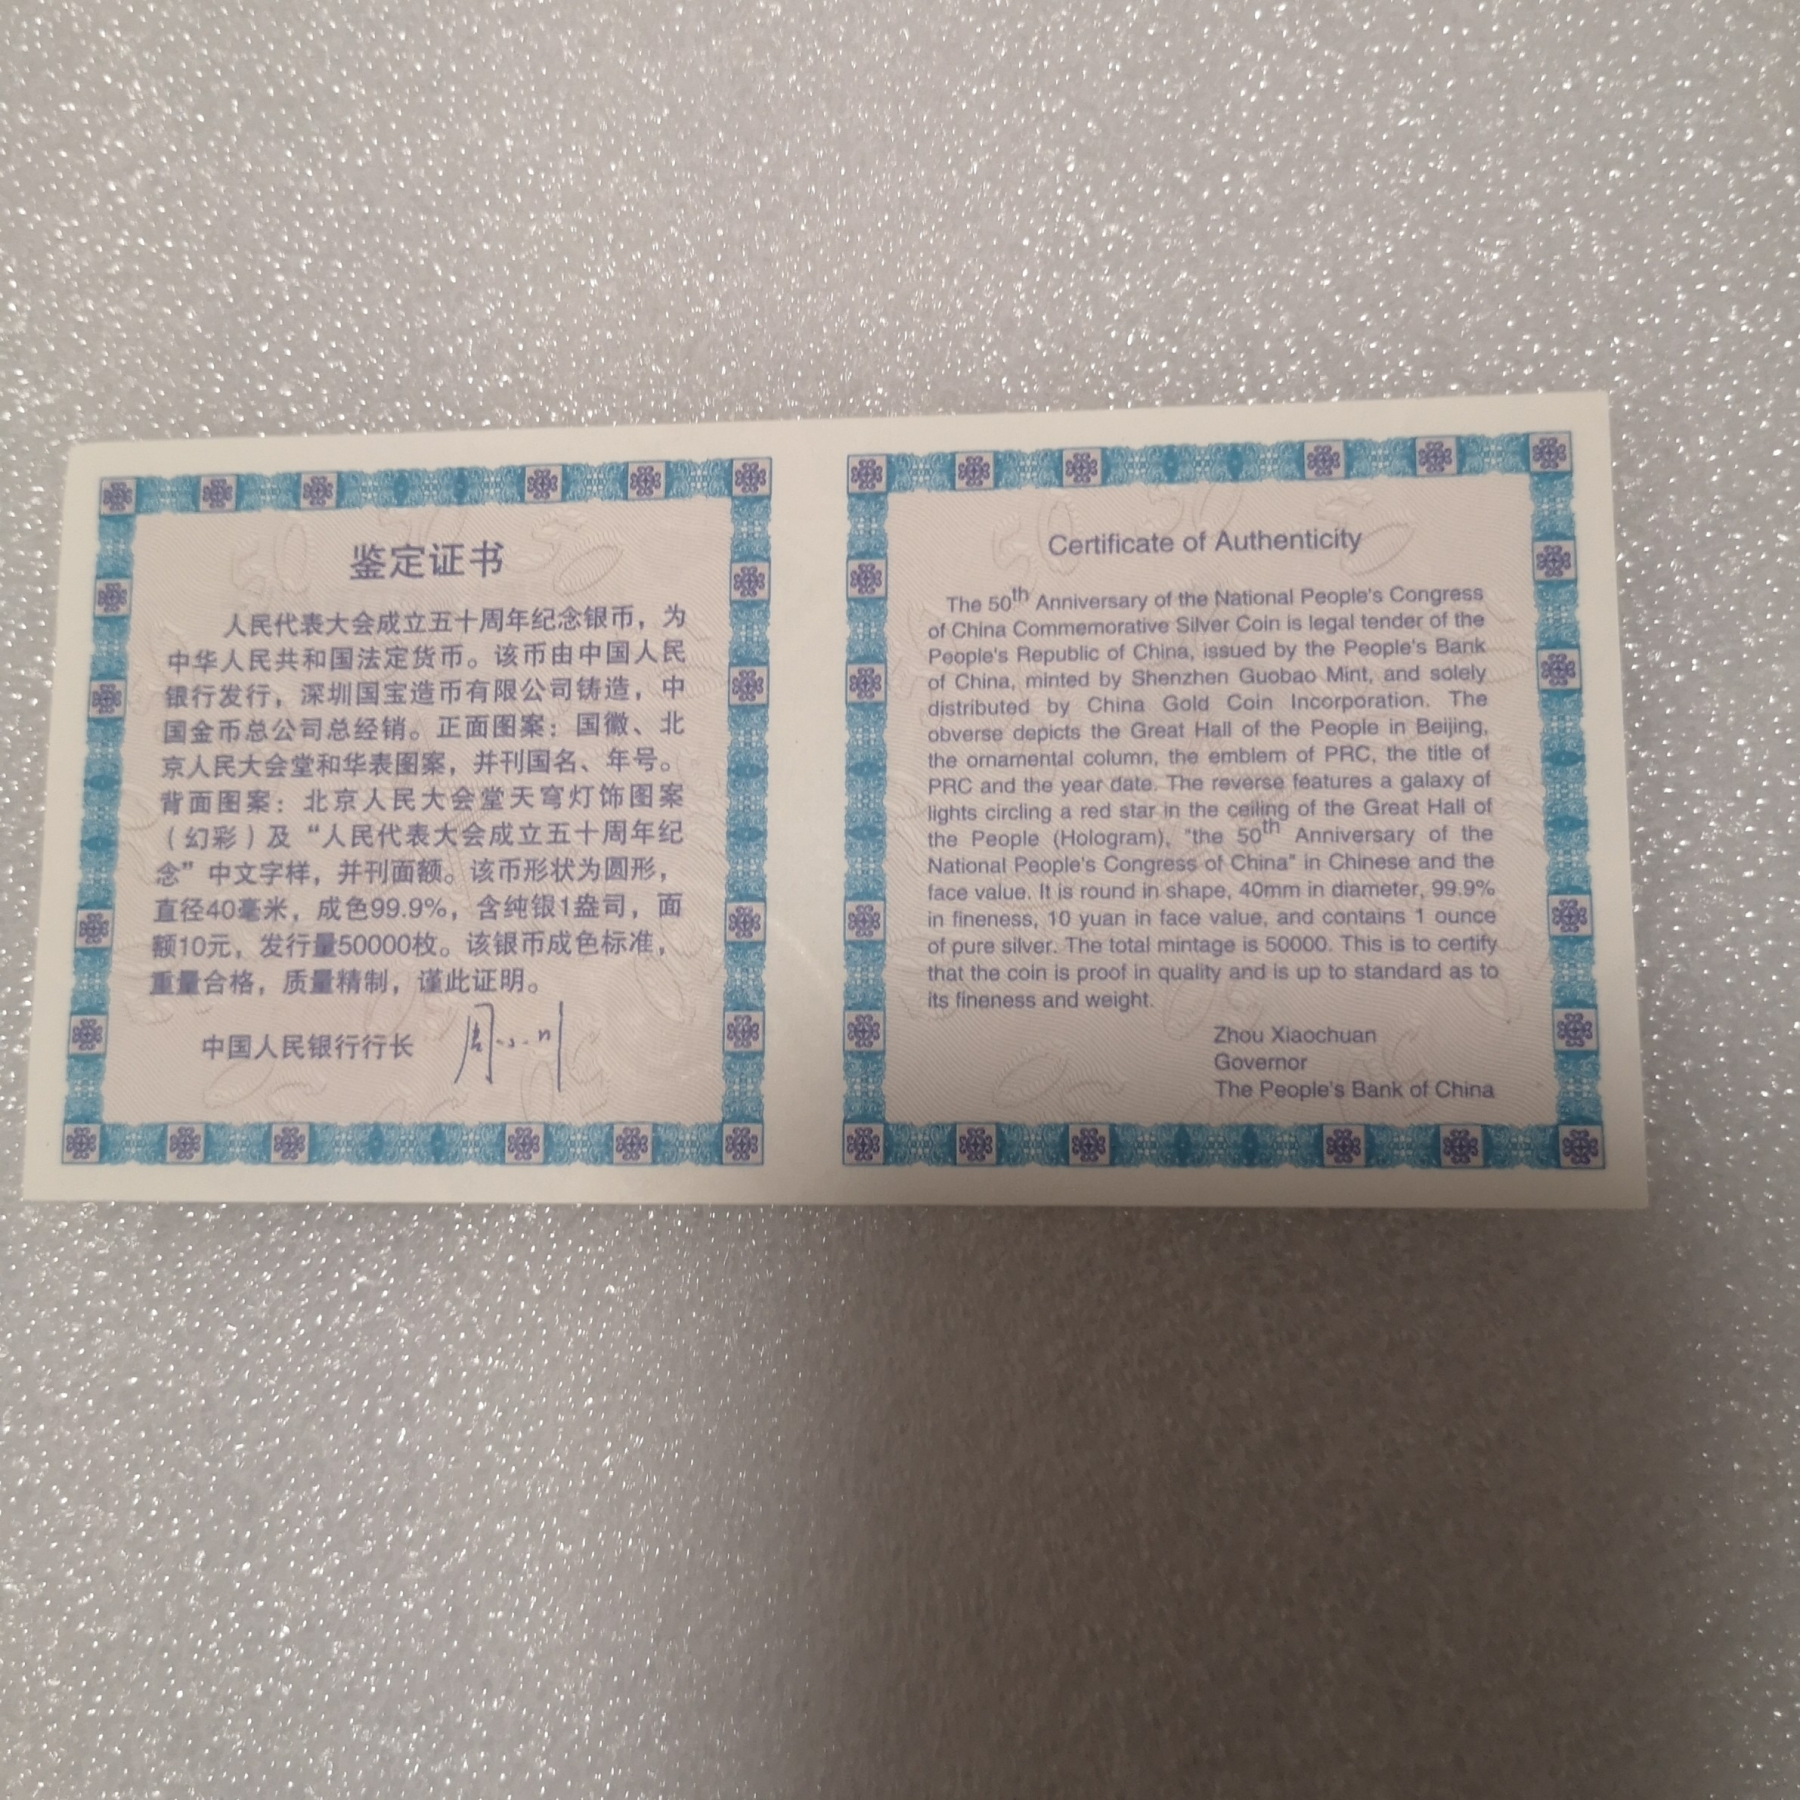 鉴定证书
人民代表大会成立五十周年纪念银币，为
中华人民共和国法定货币。该币由中国人民
银行发行，深圳国宝造币有限公司铸造，中
国金币总公司总经销。正面图案：国徽、北
京人民大会堂和华表图案，并刊国名、年号。
背面图案：北京人民大会堂天穹灯饰图案
（幻彩）及“人民代表大会成立五十周年纪
念”中文字样，并刊面额。该币形状为圆形，
直径40毫米，成色99.9%，含纯银1盎司，面
额10元，发行量50000枚。该银币成色标准，
重量合格，质量精制，谨此证明。
中国人民银行行长 周小川
Certificate of Authenticity
The 50th Anniversary of the National People's Congress
of China Commemorative Silver Coin is legal tender of the
People's Republic of China, issued by the People's Bank
of China, minted by Shenzhen Guobao Mint, and solely
distributed by China Gold Coin Incorporation. The
obverse depicts the Great Hall of the People in Beijing,
the ornamental column, the emblem of PRC, the title of
PRC and the year date. The reverse features a galaxy of
lights circling a red star in the ceiling of the Great Hall of
the People (Hologram), "the 50th Anniversary of the
National People's Congress of China" in Chinese and the
face value. It is round in shape, 40mm in diameter, 99.9%
in fineness, 10 yuan in face value, and contains 1 ounce
of pure silver. The total mintage is 50000. This is to certify
that the coin is proof in quality and is up to standard as to
its fineness and weight.
Zhou Xiaochuan
Governor
The People's Bank of China